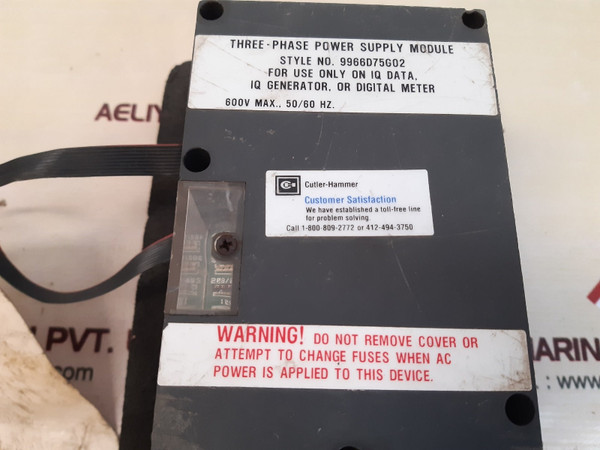 THREE-PHASE POWER SUPPLY MODULE
STYLE NO. 9966D75G02
FOR USE ONLY ON IQ DATA,
IQ GENERATOR, OR DIGITAL METER
600V MAX., 50/60 HZ.
AELIY
Cutler-Hammer
Customer Satisfaction
We have established a toll-free line
for problem solving.
Call 1-800-809-2772 or 412-494-3750
PVT.
MARIN
WARNING! DO NOT REMOVE COVER OR
ATTEMPT TO CHANGE FUSES WHEN AC
POWER IS APPLIED TO THIS DEVICE.